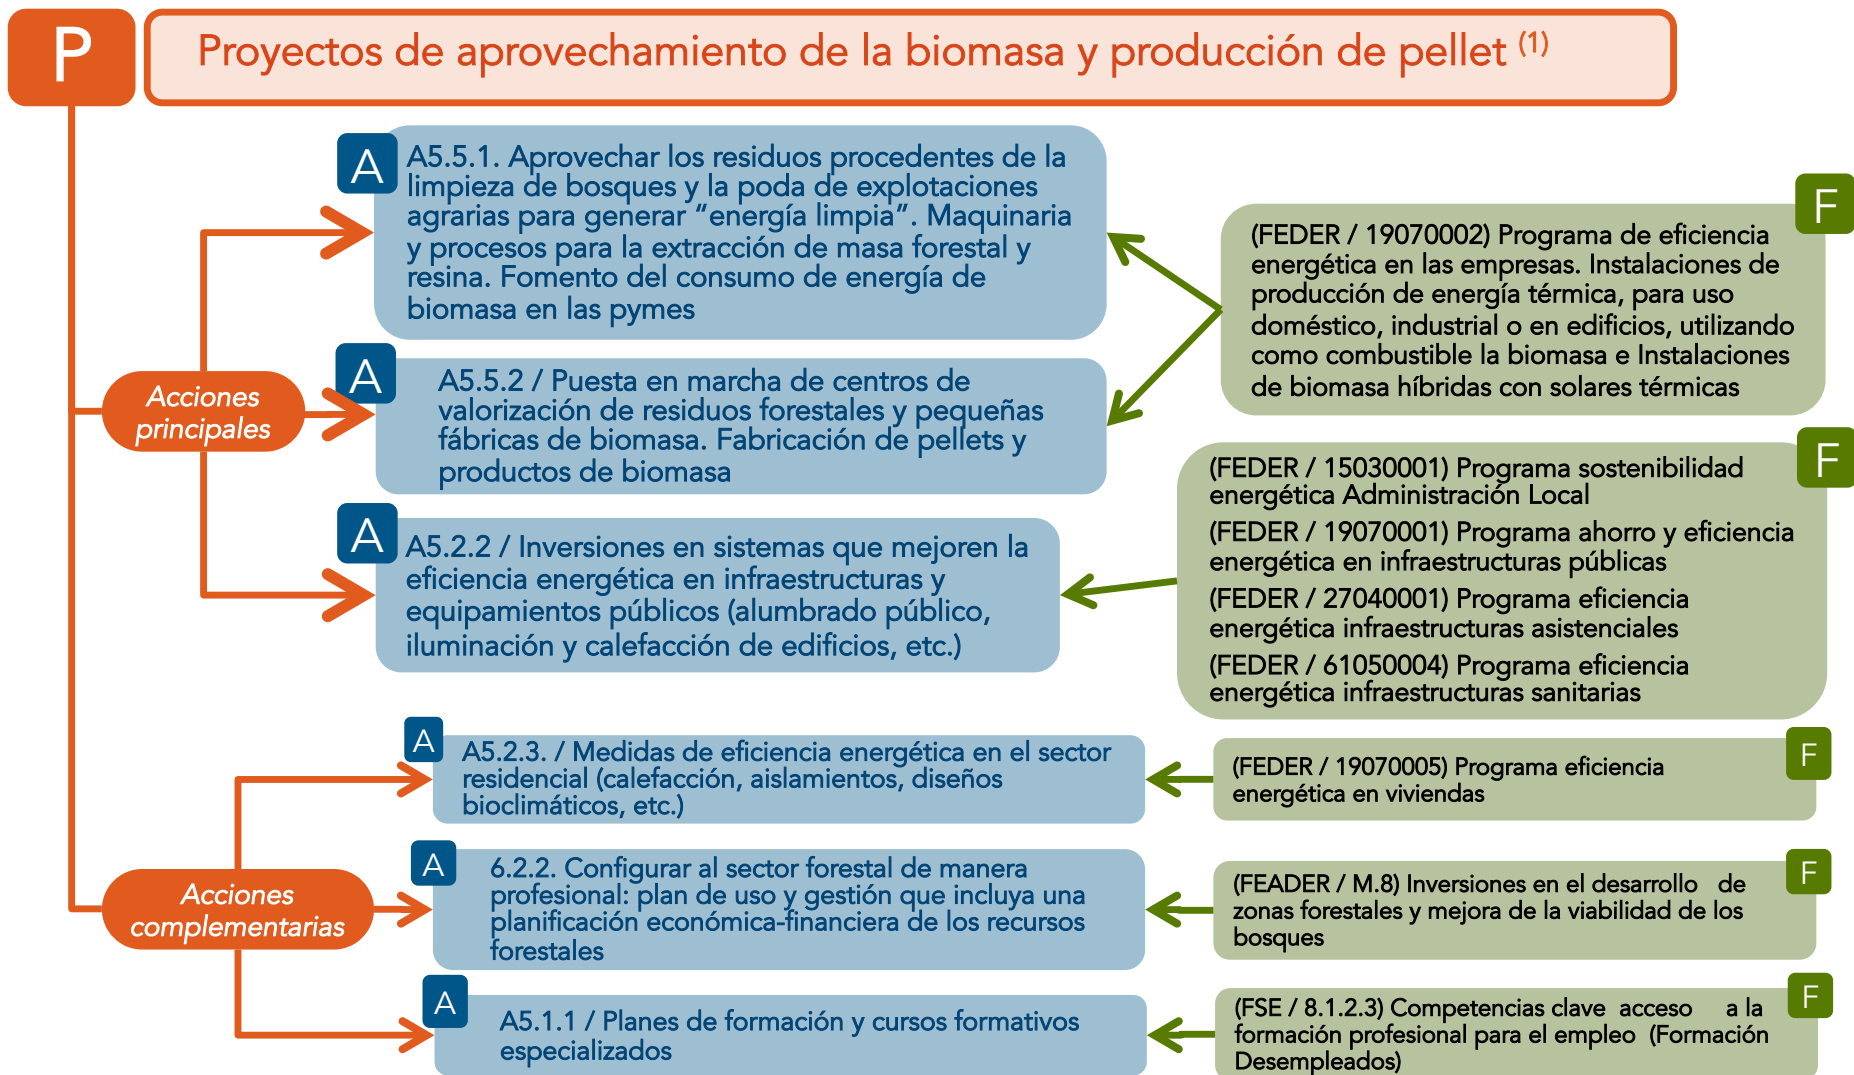 P
Proyectos de aprovechamiento de la biomasa y producción de pellet (1)
A
A5.5.1. Aprovechar los residuos procedentes de la
limpieza de bosques y la poda de explotaciones
agrarias para generar “energía limpia”. Maquinaria
y procesos para la extracción de masa forestal y
resina. Fomento del consumo de energía de
biomasa en las pymes
F
(FEDER / 19070002) Programa de eficiencia
energética en las empresas. Instalaciones de
producción de energía térmica, para uso
doméstico, industrial o en edificios, utilizando
como combustible la biomasa e Instalaciones
de biomasa híbridas con solares térmicas
Acciones
principales
A
A5.5.2 / Puesta en marcha de centros de
valorización de residuos forestales y pequeñas
fábricas de biomasa. Fabricación de pellets y
productos de biomasa
A
A5.2.2 / Inversiones en sistemas que mejoren la
eficiencia energética en infraestructuras y
equipamientos públicos (alumbrado público,
iluminación y calefacción de edificios, etc.)
F
(FEDER / 15030001) Programa sostenibilidad
energética Administración Local
(FEDER / 19070001) Programa ahorro y eficiencia
energética en infraestructuras públicas
(FEDER / 27040001) Programa eficiencia
energética infraestructuras asistenciales
(FEDER / 61050004) Programa eficiencia
energética infraestructuras sanitarias
A
A5.2.3. / Medidas de eficiencia energética en el sector
residencial (calefacción, aislamientos, diseños
bioclimáticos, etc.)
F
(FEDER / 19070005) Programa eficiencia
energética en viviendas
Acciones
complementarias
A
6.2.2. Configurar al sector forestal de manera
profesional: plan de uso y gestión que incluya una
planificación económica-financiera de los recursos
forestales
F
(FEADER / M.8) Inversiones en el desarrollo de
zonas forestales y mejora de la viabilidad de los
bosques
A
A5.1.1 / Planes de formación y cursos formativos
especializados
F
(FSE / 8.1.2.3) Competencias clave acceso a la
formación profesional para el empleo (Formación
Desempleados)